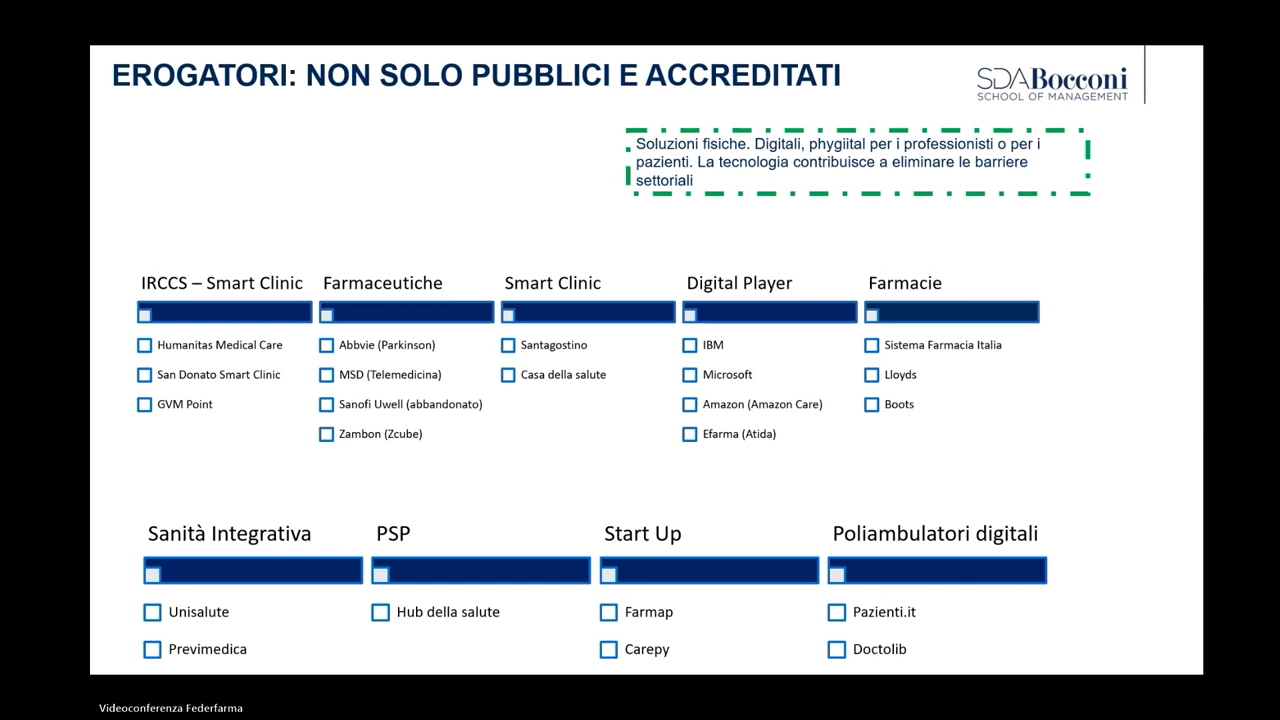 EROGATORI: NON SOLO PUBBLICI E ACCREDITATI
SDA Bocconi
SCHOOL OF MANAGEMENT
Soluzioni fisiche. Digitali, phygiital per i professionisti o per i
pazienti. La tecnologia contribuisce a eliminare le barriere
settoriali
IRCCS – Smart Clinic
Humanitas Medical Care
San Donato Smart Clinic
GVM Point
Farmaceutiche
Abbvie (Parkinson)
MSD (Telemedicina)
Sanofi Uwell (abbandonato)
Zambon (Zcube)
Smart Clinic
Santagostino
Casa della salute
Digital Player
IBM
Microsoft
Amazon (Amazon Care)
Efarma (Atida)
Farmacie
Sistema Farmacia Italia
Lloyds
Boots
Sanità Integrativa
Unisalute
Previmedica
PSP
Hub della salute
Start Up
Farmap
Carepy
Poliambulatori digitali
Pazienti.it
Doctolib
Videoconferenza Federfarma